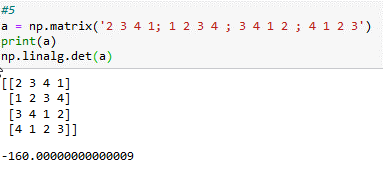 #5
a = np.matrix('2 3 4 1; 1 2 3 4 ; 3 4 1 2 ; 4 1 2 3')
print(a)
np.linalg.det(a)
[[2 3 4 1]
[1 2 3 4]
[3 4 1 2]
[4 1 2 3]]
-160.00000000000009